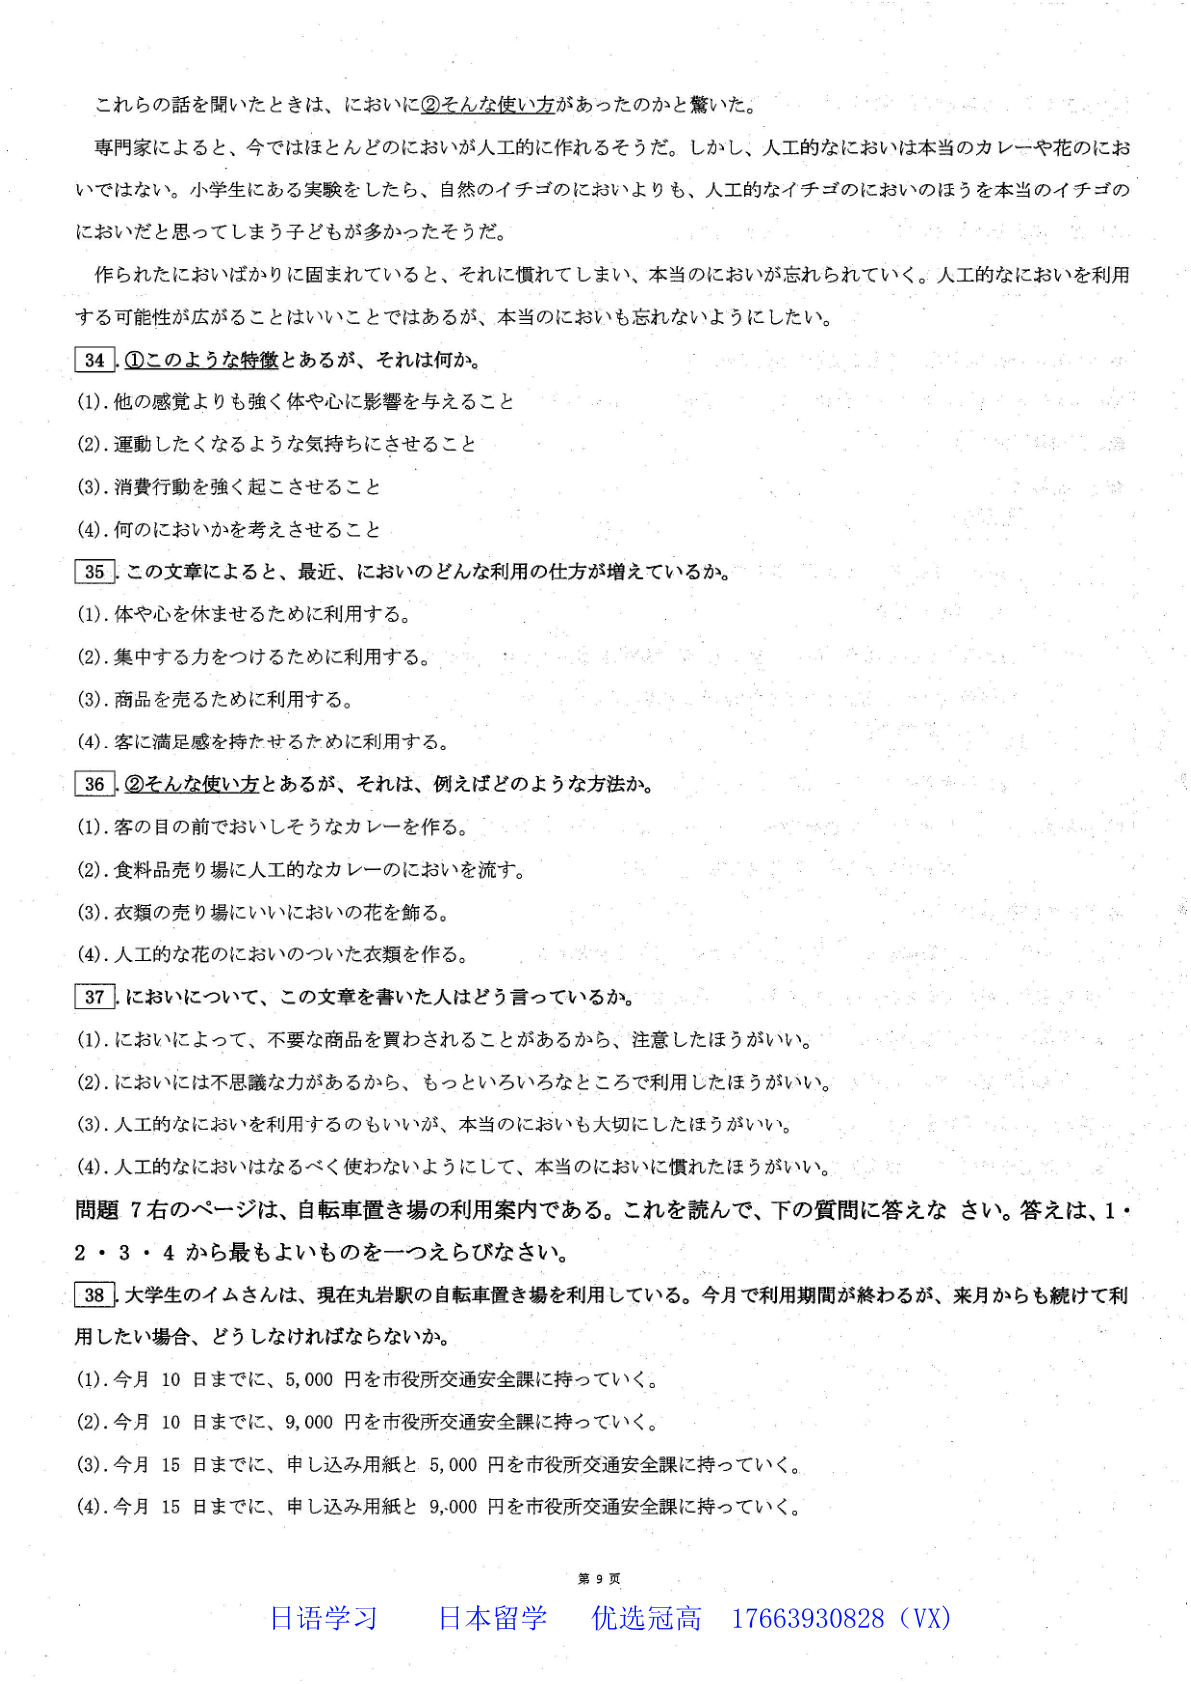 これらの話を聞いたときは、においに②そんな使い方があったのかと驚いた。
専門家によると、今ではほとんどのにおいが人工的に作れるそうだ。しかし、人工的なにおいは本当のカレーや花のにお
いではない。小学生にある実験をしたら、自然のイチゴのにおいよりも、人工的なイチゴのにおいのほうを本当のイチゴの
においだと思ってしまう子どもが多かったそうだ。
作られたにおいばかりに固まれていると、それに慣れてしまい、本当のにおいが忘れられていく。人工的なにおいを利用
する可能性が広がることはいいことではあるが、本当のにおいも忘れないようにしたい。
34.①このような特徴とあるが、それは何か。
(1).他の感覚よりも強く体や心に影響を与えること
(2).運動したくなるような気持ちにさせること
(3).消費行動を強く起こさせること
(4).何のにおいかを考えさせること
35.この文章によると、最近、においのどんな利用の仕方が増えているか。
(1).体や心を休ませるために利用する。
(2).集中する力をつけるために利用する。
(3).商品を売るために利用する。
(4).客に満足感を持たせるために利用する。
36.②そんな使い方とあるが、それは、例えばどのような方法か。
(1).客の目の前でおいしそうなカレーを作る。
(2).食料品売り場に人工的なカレーのにおいを流す。
(3).衣類の売り場にいいにおいの花を飾る。
(4).人工的な花のにおいのついた衣類を作る。
37.においについて、この文章を書いた人はどう言っているか。
(1).においによって、不要な商品を買わされることがあるから、注意したほうがいい。
(2).においには不思議な力があるから、もっといろいろなところで利用したほうがいい。
(3).人工的なにおいを利用するのもいいが、本当のにおいも大切にしたほうがいい。
(4).人工的なにおいはなるべく使わないようにして、本当のにおいに慣れたほうがいい。
問題 7右のページは、自転車置き場の利用案内である。これを読んで、下の質問に答えな さい。答えは、1・
2・3・4 から最もよいものを一つえらびなさい。
38.大学生のイムさんは、現在丸岩駅の自転車置き場を利用している。今月で利用期間が終わるが、来月からも続けて利
用したい場合、どうしなければならないか。
(1).今月 10 日までに、5,000 円を市役所交通安全課に持っていく。
(2).今月 10 日までに、9,000 円を市役所交通安全課に持っていく。
(3).今月 15 日までに、申し込み用紙と 5,000 円を市役所交通安全課に持っていく。
(4).今月 15 日までに、申し込み用紙と 9,000 円を市役所交通安全課に持っていく。
第 9 页
日语学习 日本留学 优选冠高 17663930828（VX）